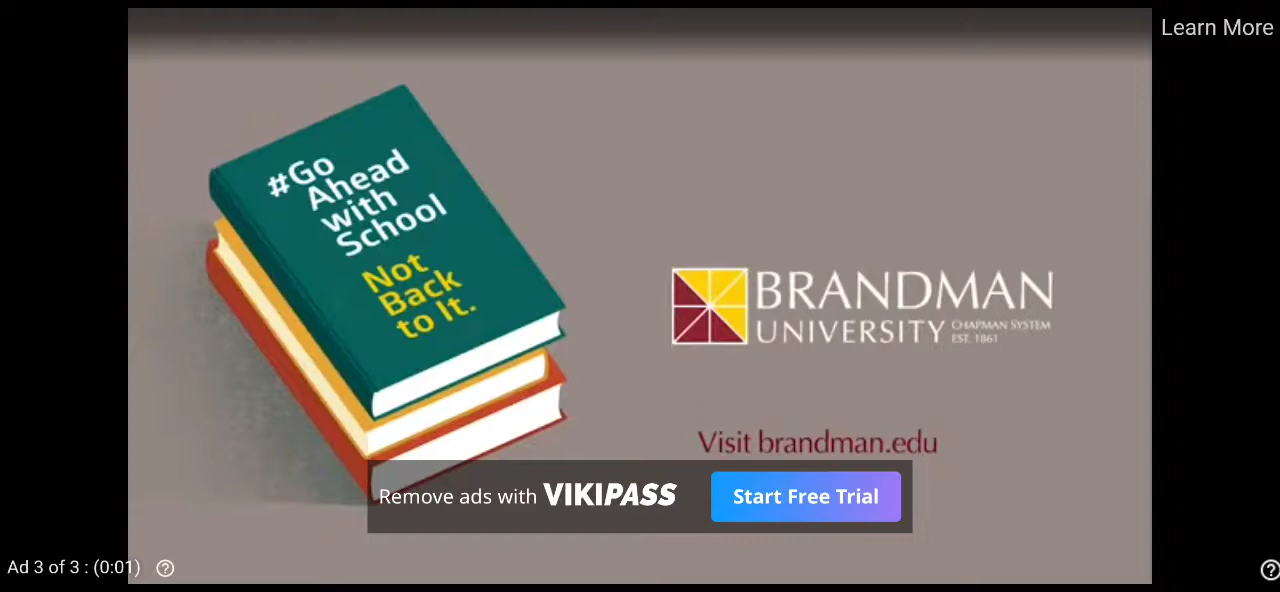 Learn More
#Go
Ahead
with
School
Not
Back
to It.
BRANDMAN
UNIVERSITY CHAPMAN SYSTEM
EST. 1861
Visit brandman.edu
Remove ads with VIKIPASS
Start Free Trial
Ad 3 of 3 : (0:01) ?
?